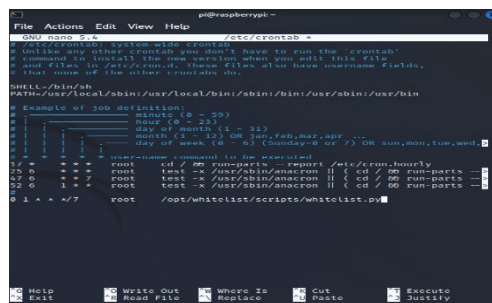 pi@raspberrypi: ~
File Actions Edit View Help
GNU nano 5.4 /etc/crontab *
# /etc/crontab: system-wide crontab
# Unlike any other crontab you don't have to run the `crontab'
# command to install the new version when you edit this file
# and files in /etc/cron.d. These files also have username fields,
# that none of the other crontabs do.
SHELL=/bin/sh
PATH=/usr/local/sbin:/usr/local/bin:/sbin:/bin:/usr/sbin:/usr/bin
# Example of job definition:
# .---------------- minute (0 - 59)
# | .------------- hour (0 - 23)
# | | .---------- day of month (1 - 31)
# | | | .------- month (1 - 12) OR jan,feb,mar,apr ...
# | | | | .---- day of week (0 - 6) (Sunday=0 or 7) OR sun,mon,tue,wed,>
# | | | | |
# * * * * * user-name command to be executed
17 * * * * root cd / && run-parts --report /etc/cron.hourly
25 6 * * * root test -x /usr/sbin/anacron || ( cd / && run-parts -->
47 6 * * 7 root test -x /usr/sbin/anacron || ( cd / && run-parts -->
52 6 1 * * root test -x /usr/sbin/anacron || ( cd / && run-parts -->
#
0 1 * * */7 root /opt/whitelist/scripts/whitelist.py
^G Help ^O Write Out ^W Where Is ^K Cut ^T Execute
^X Exit ^R Read File ^\ Replace ^U Paste ^J Justify